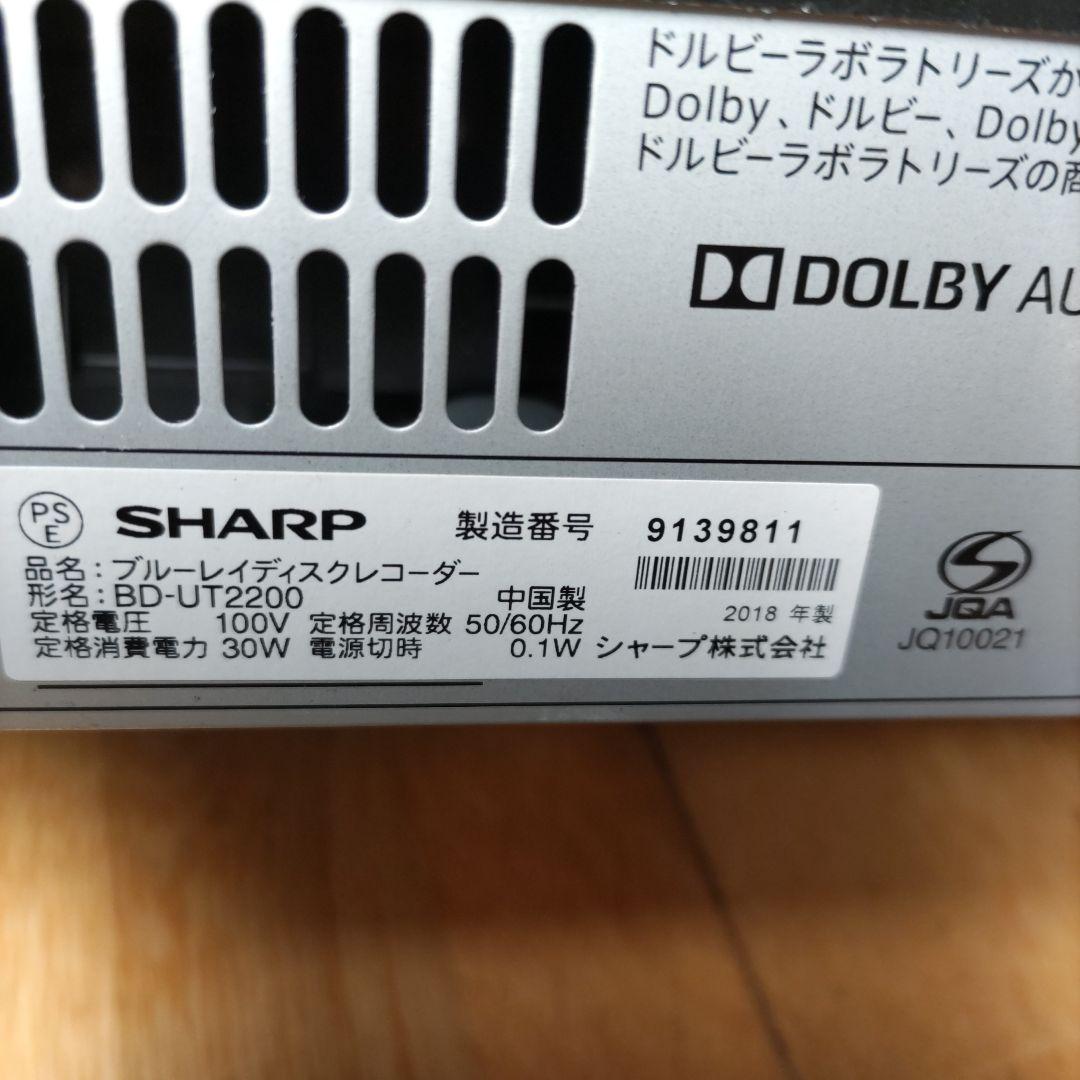 ドルビーラボラトリーズか
Dolby、ドルビー、Dolby
ドルビーラボラトリーズの商
DOLBY AU
PS
E
SHARP 製造番号 9139811
品名：ブルーレイディスクレコーダー
形名：BD-UT2200 中国製 2018 年製
定格電圧 100V 定格周波数 50/60Hz
定格消費電力 30W 電源切時 0.1W シャープ株式会社
JQA
JQ10021